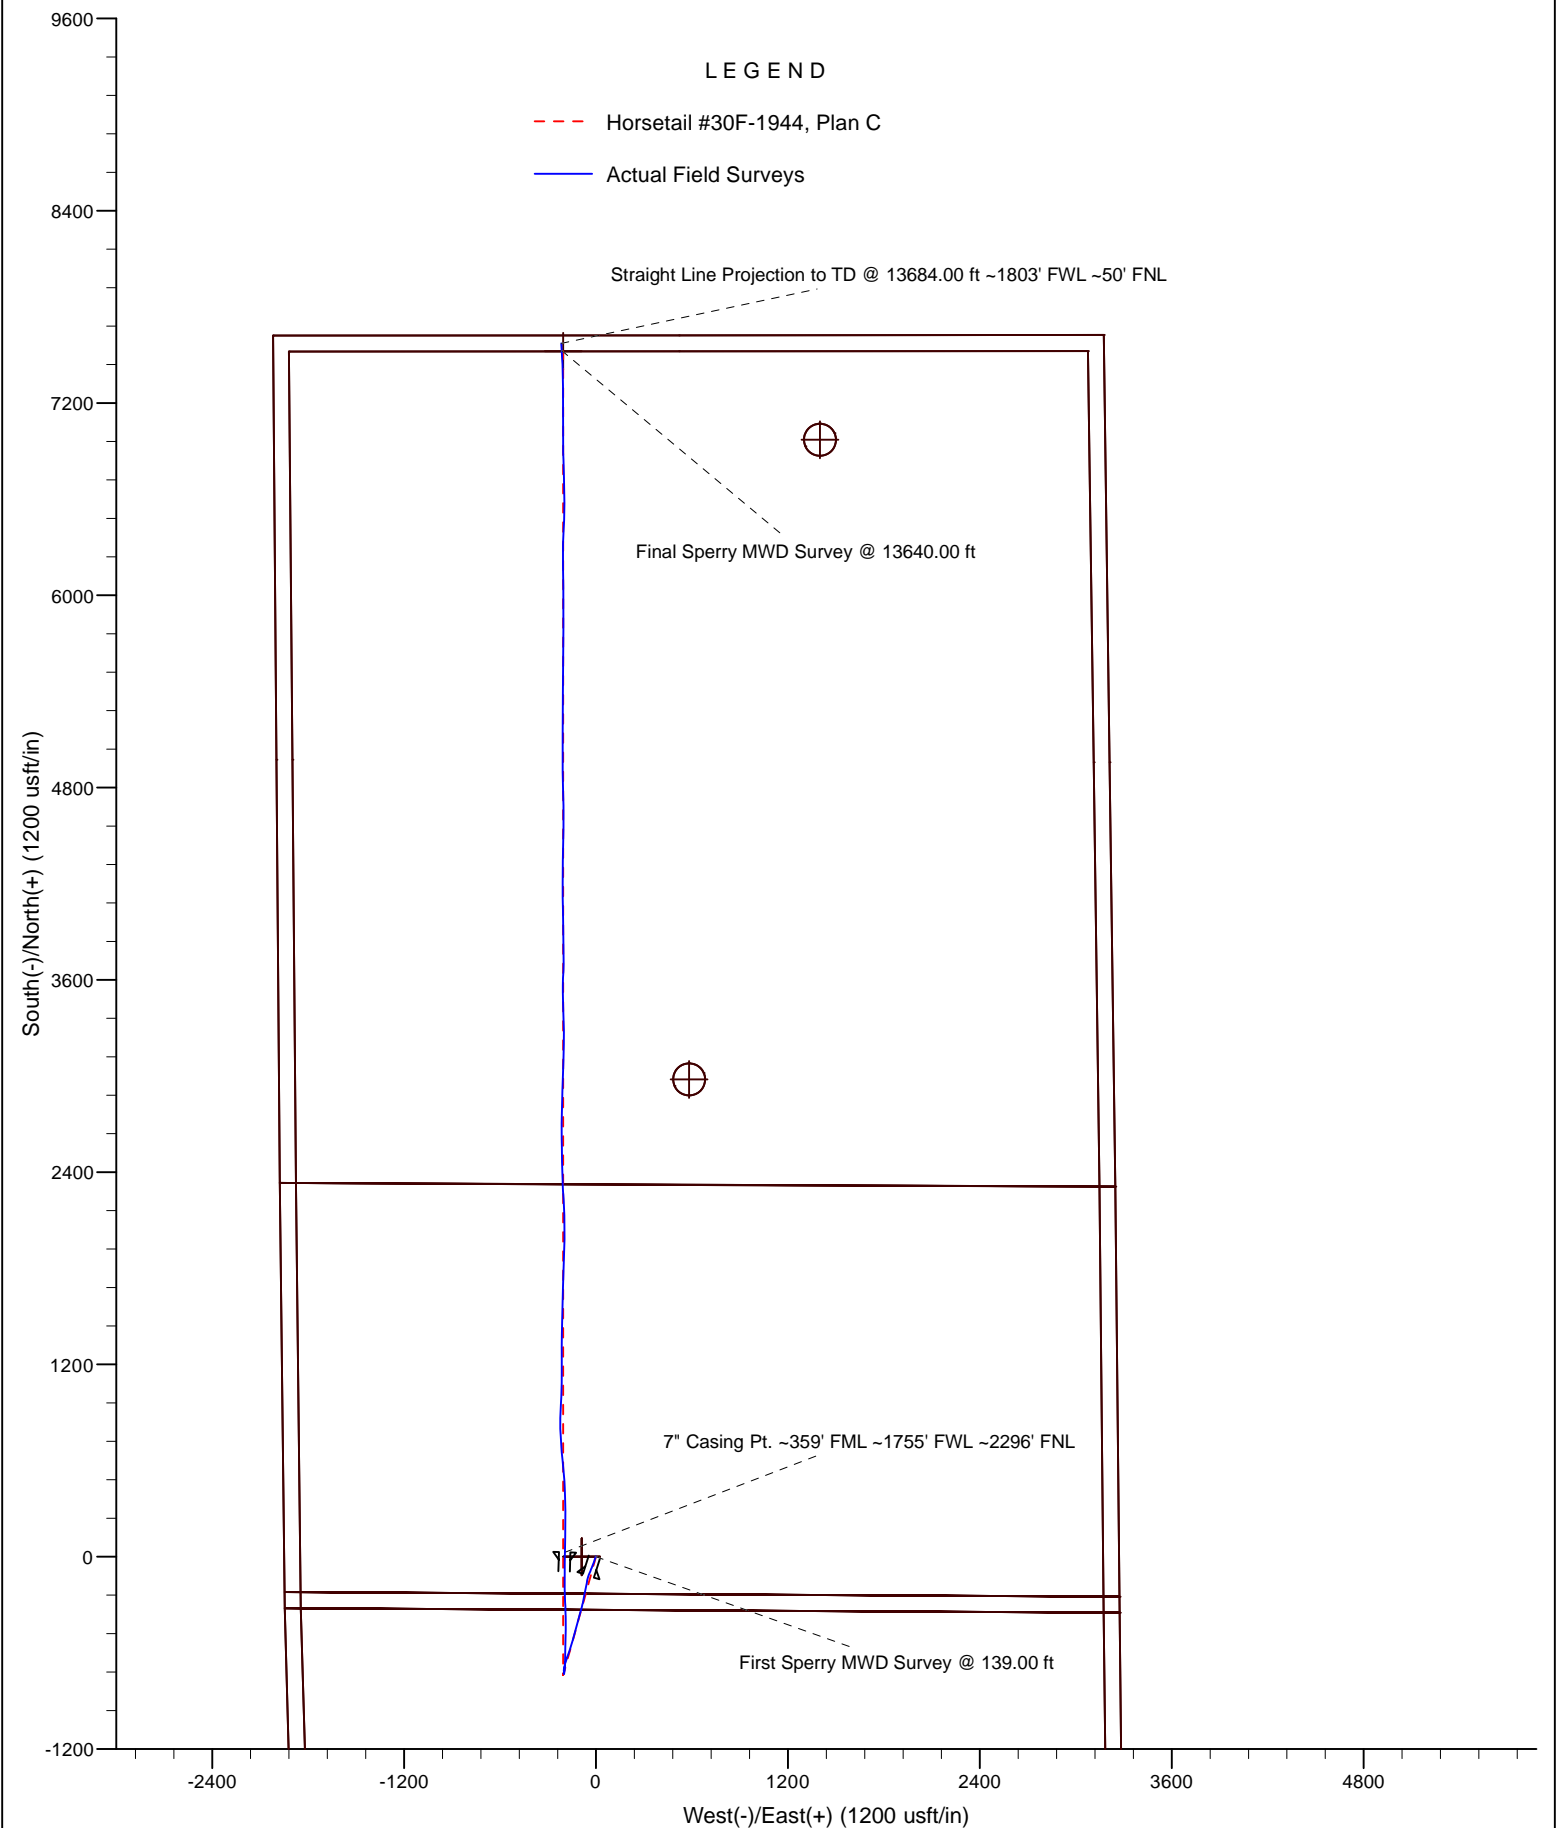 9600
L E G E N D
Horsetail #30F-1944, Plan C
Actual Field Surveys
8400
Straight Line Projection to TD @ 13684.00 ft ~1803' FWL ~50' FNL
7200
Final Sperry MWD Survey @ 13640.00 ft
6000
South(-)/North(+) (1200 usft/in)
4800
3600
2400
1200
7" Casing Pt. ~359' FML ~1755' FWL ~2296' FNL
0
First Sperry MWD Survey @ 139.00 ft
-1200
-2400 -1200 0 1200 2400 3600 4800
West(-)/East(+) (1200 usft/in)